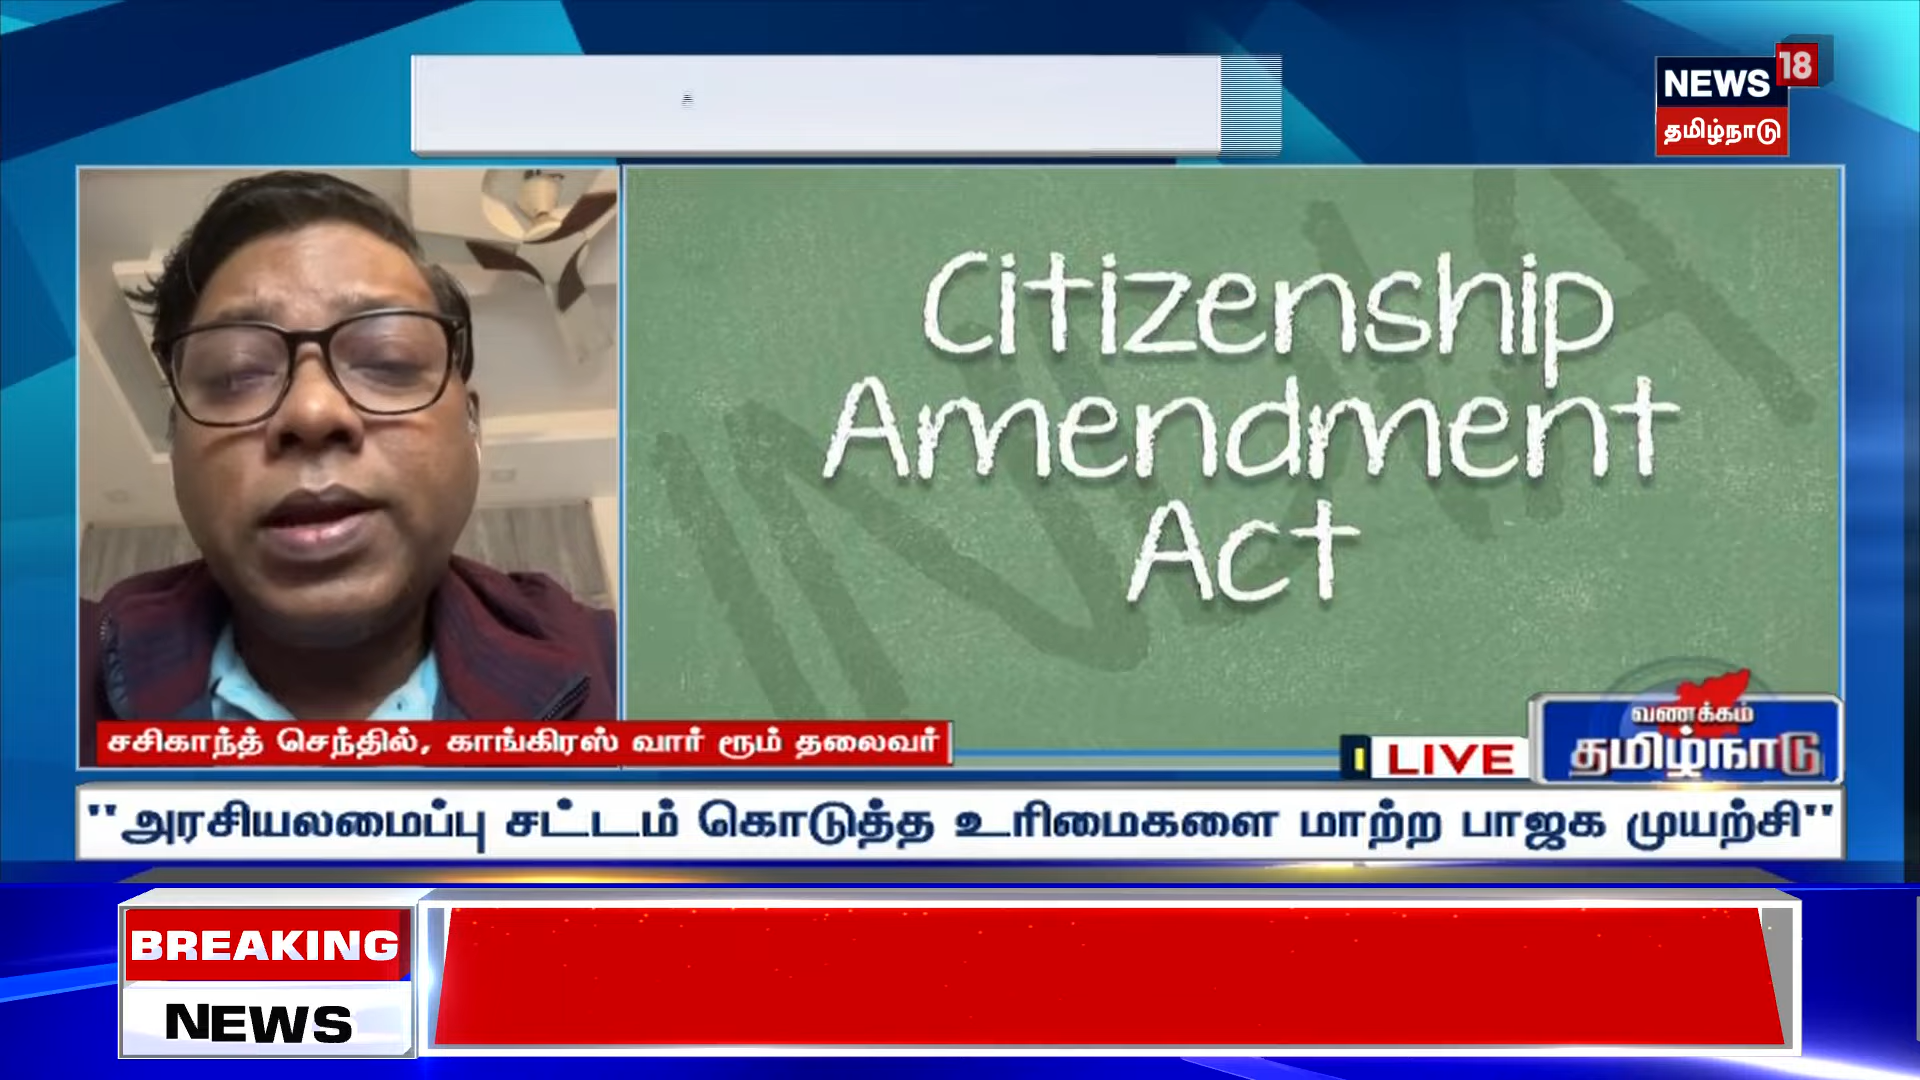 NEWS 18
தமிழ்நாடு
Citizenship
Amendment
Act
INDIA
சசிகாந்த் செந்தில், காங்கிரஸ் வார் ரூம் தலைவர்
LIVE
வணக்கம்
தமிழ்நாடு
"அரசியலமைப்பு சட்டம் கொடுத்த உரிமைகளை மாற்ற பாஜக முயற்சி"
BREAKING
NEWS